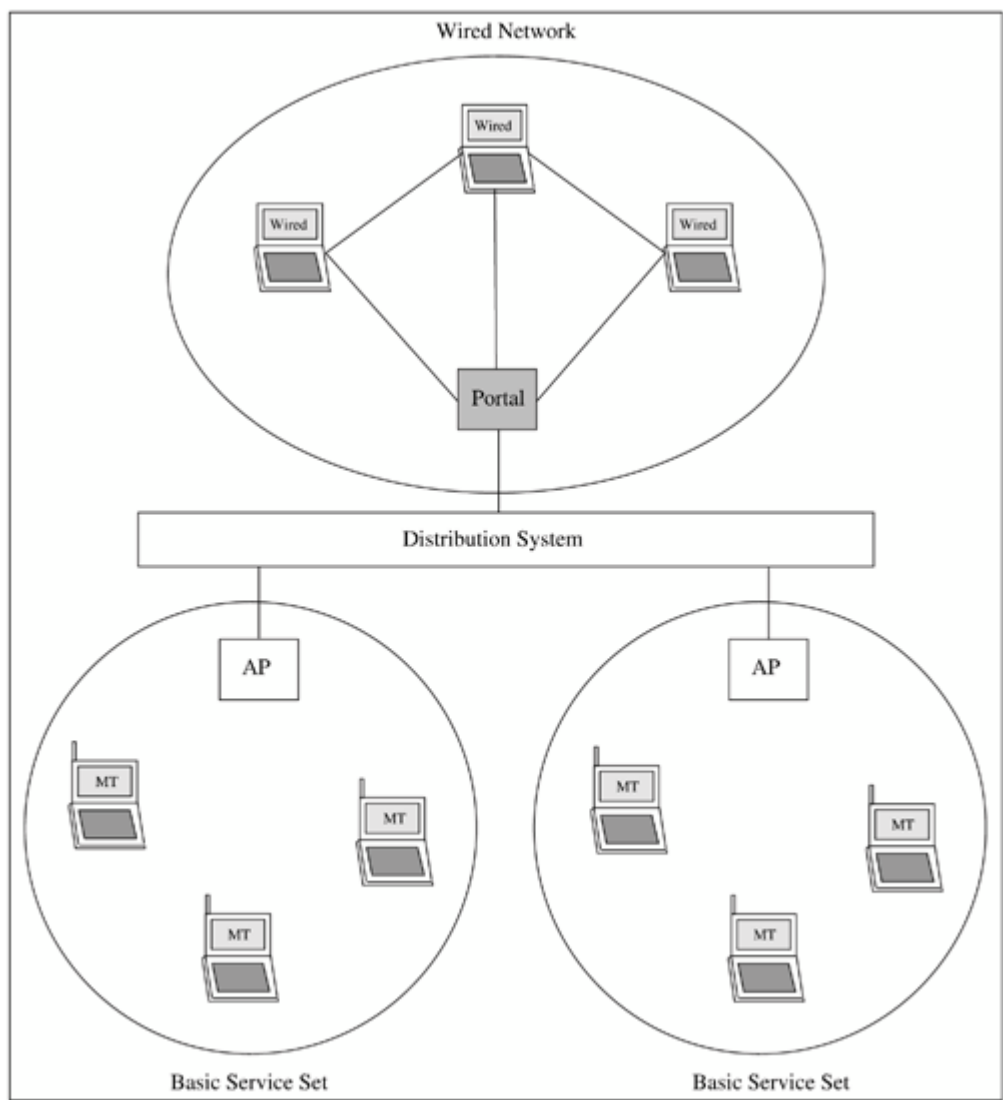 Wired Network
Wired
Wired
Wired
Portal
Distribution System
AP
AP
MT
MT
MT
MT
MT
MT
Basic Service Set
Basic Service Set